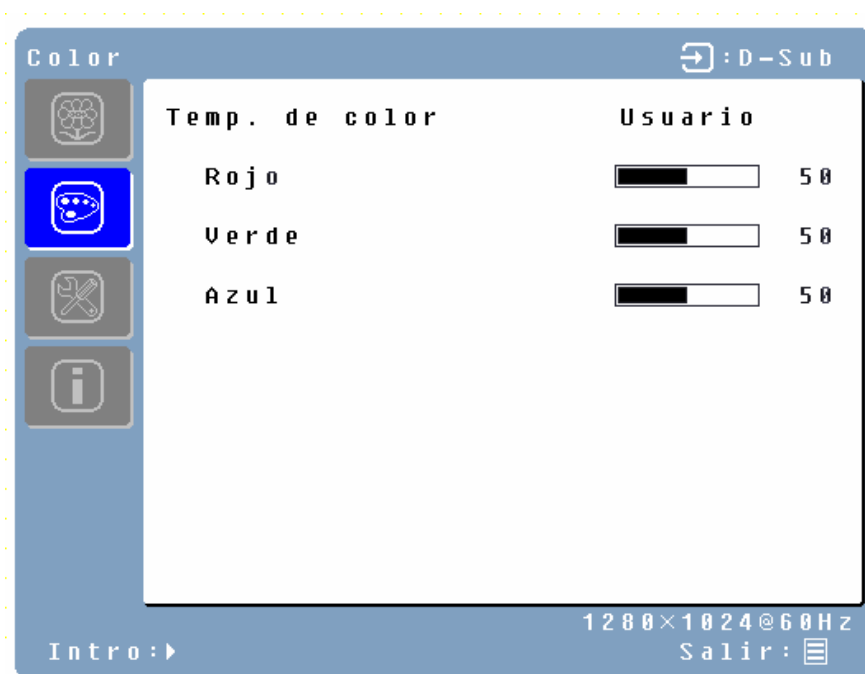 Color :D-Sub
Temp. de color Usuario
Rojo 50
Verde 50
Azul 50
1280×1024@60Hz
Intro: Salir: